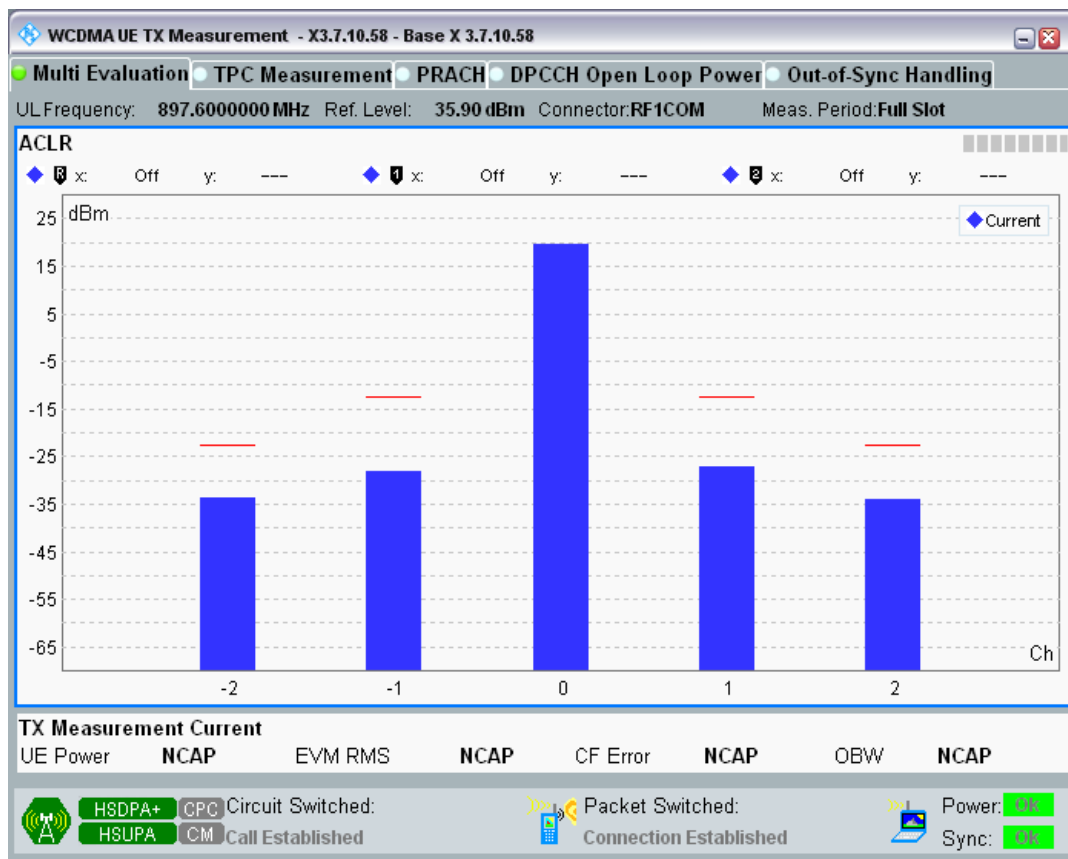 WCDMA UE TX Measurement - X3.7.10.58 - Base X 3.7.10.58
Multi Evaluation TPC Measurement PRACH DPCCH Open Loop Power Out-of-Sync Handling
UL Frequency: 897.6000000 MHz Ref. Level: 35.90 dBm Connector: RF1COM Meas. Period: Full Slot
ACLR
R x: Off y: --- 1 x: Off y: --- 2 x: Off y: ---
dBm
Current
25
15
5
-5
-15
-25
-35
-45
-55
-65
Ch
-2 -1 0 1 2
TX Measurement Current
UE Power NCAP EVM RMS NCAP CF Error NCAP OBW NCAP
HSDPA+ CPC Circuit Switched: Packet Switched: Power: OK
HSUPA CM Call Established Connection Established Sync: OK